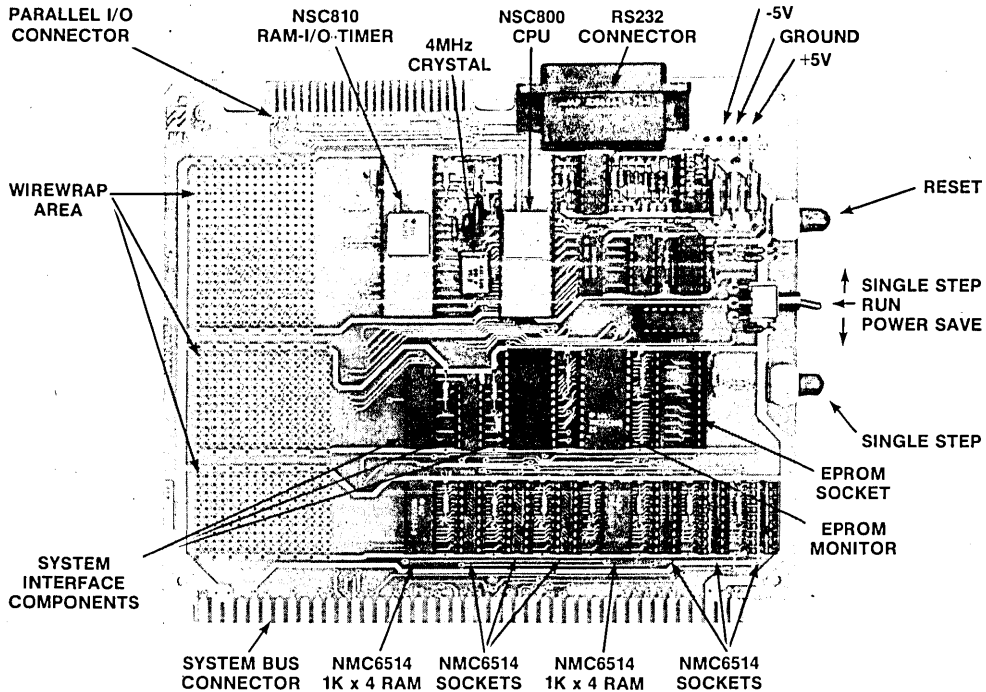 PARALLEL I/O
CONNECTOR
NSC810
RAM-I/O-TIMER
4MHz
CRYSTAL
NSC800
CPU
RS232
CONNECTOR
-5V
GROUND
+5V
WIREWRAP
AREA
RESET
SINGLE STEP
RUN
POWER SAVE
SINGLE STEP
EPROM
SOCKET
EPROM
MONITOR
SYSTEM
INTERFACE
COMPONENTS
SYSTEM BUS
CONNECTOR
NMC6514
1K x 4 RAM
NMC6514
SOCKETS
NMC6514
1K x 4 RAM
NMC6514
SOCKETS